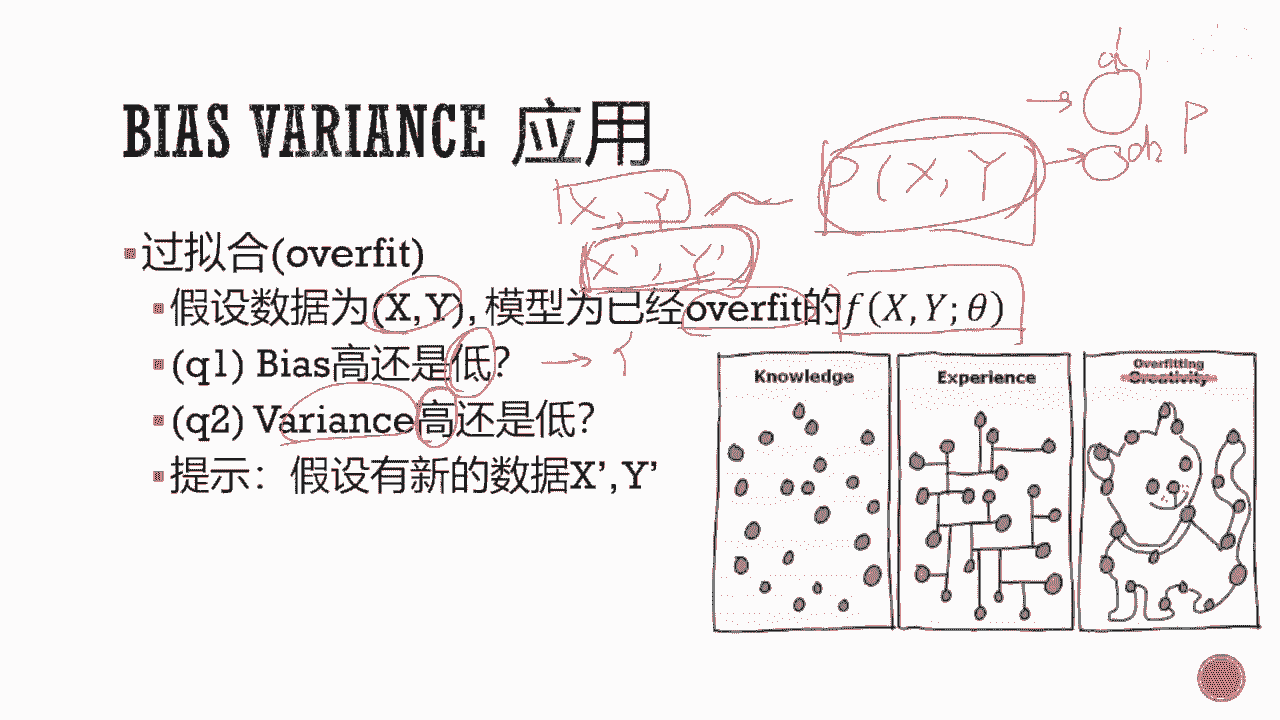 BIAS VARIANCE 应用
d1
P
d2
P(X, Y
X, Y ~
X', Y'
▪过拟合(overfit)
▪假设数据为(X,Y), 模型为已经overfit的f(X,Y;θ)
▪(q1) Bias高还是低? → Y
▪(q2) Variance高还是低?
▪提示：假设有新的数据X’,Y’
Knowledge
Experience
Overfitting
Creativity